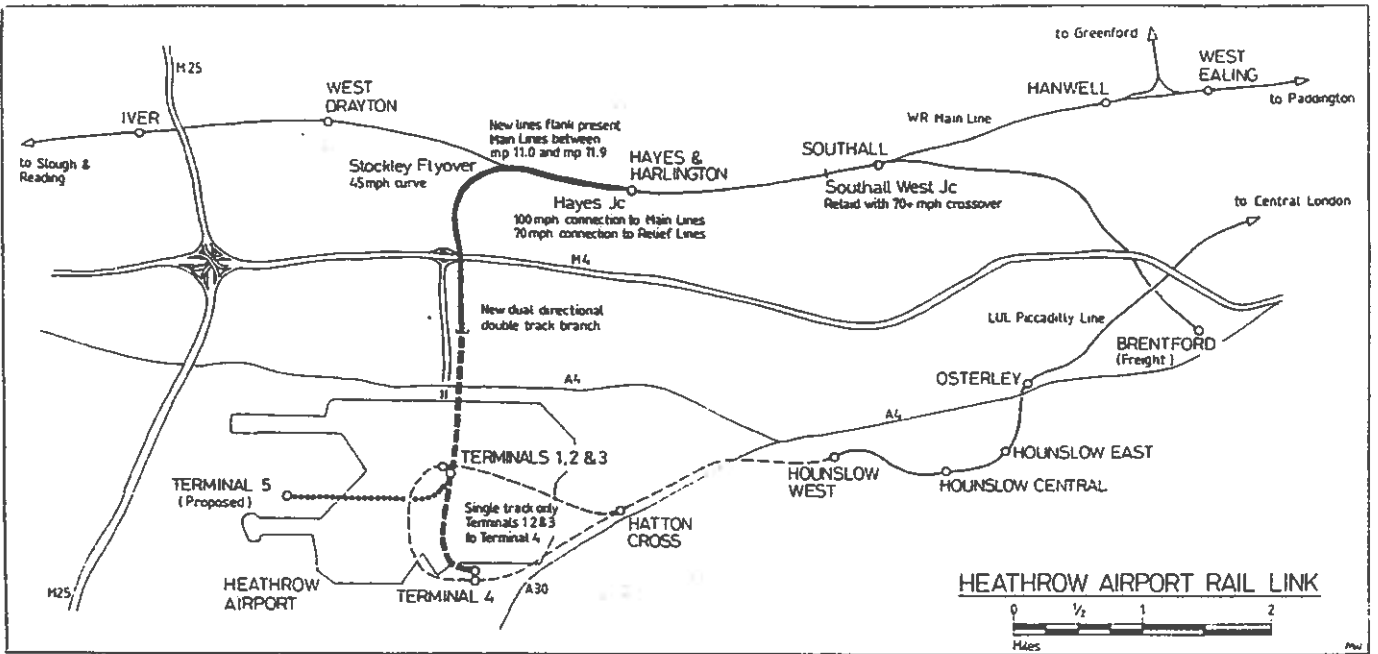 to Greenford
WEST
EALING
M25
WEST
DRAYTON
HANWELL
to Paddington
IVER
New lines flank present
Main Lines between
mp 11.0 and mp 11.9
WR Main Line
to Slough &
Reading
Stockley Flyover
45mph curve
HAYES &
HARLINGTON
SOUTHALL
Southall West Jc
Relaid with 70+ mph crossover
Hayes Jc
100mph connection to Main Lines
70mph connection to Relief Lines
to Central London
M4
New dual directional
double track branch
LUL Piccadilly Line
BRENTFORD
(Freight)
OSTERLEY
A4
A4
TERMINALS 1, 2 & 3
HOUNSLOW EAST
HOUNSLOW
WEST
HOUNSLOW CENTRAL
TERMINAL 5
(Proposed)
Single track only
Terminals 1 2 & 3
to Terminal 4
HATTON
CROSS
HEATHROW
AIRPORT
M25
TERMINAL 4
A30
HEATHROW AIRPORT RAIL LINK
0 1/2 1 2
Miles
MW